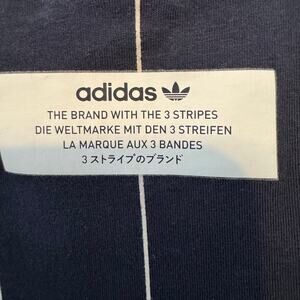 adidas
THE BRAND WITH THE 3 STRIPES
DIE WELTMARKE MIT DEN 3 STREIFEN
LA MARQUE AUX 3 BANDES
3 ストライプのブランド